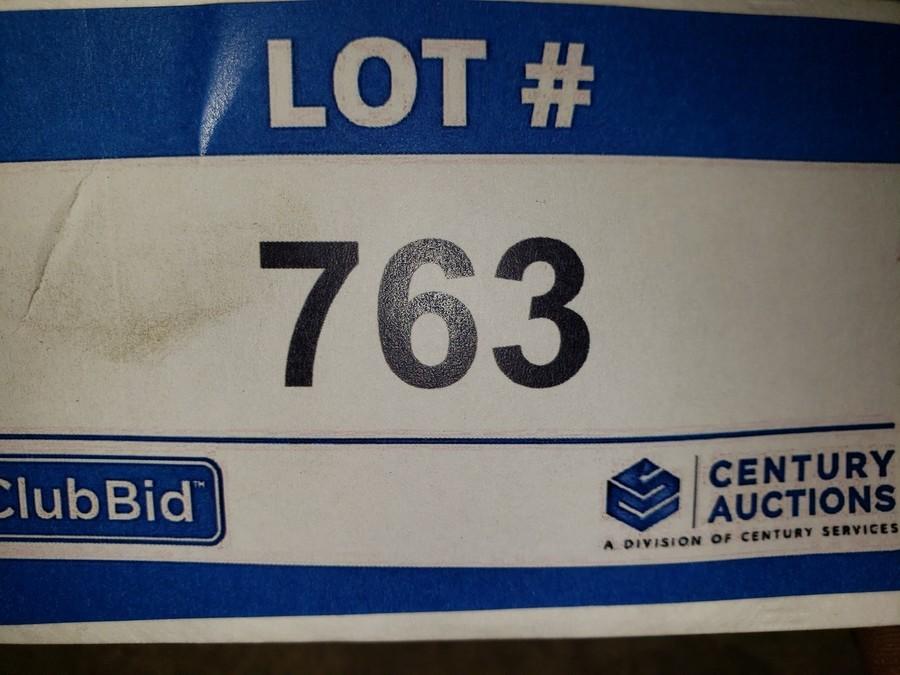 LOT #
763
ClubBid™
CENTURY
AUCTIONS
A DIVISION OF CENTURY SERVICES